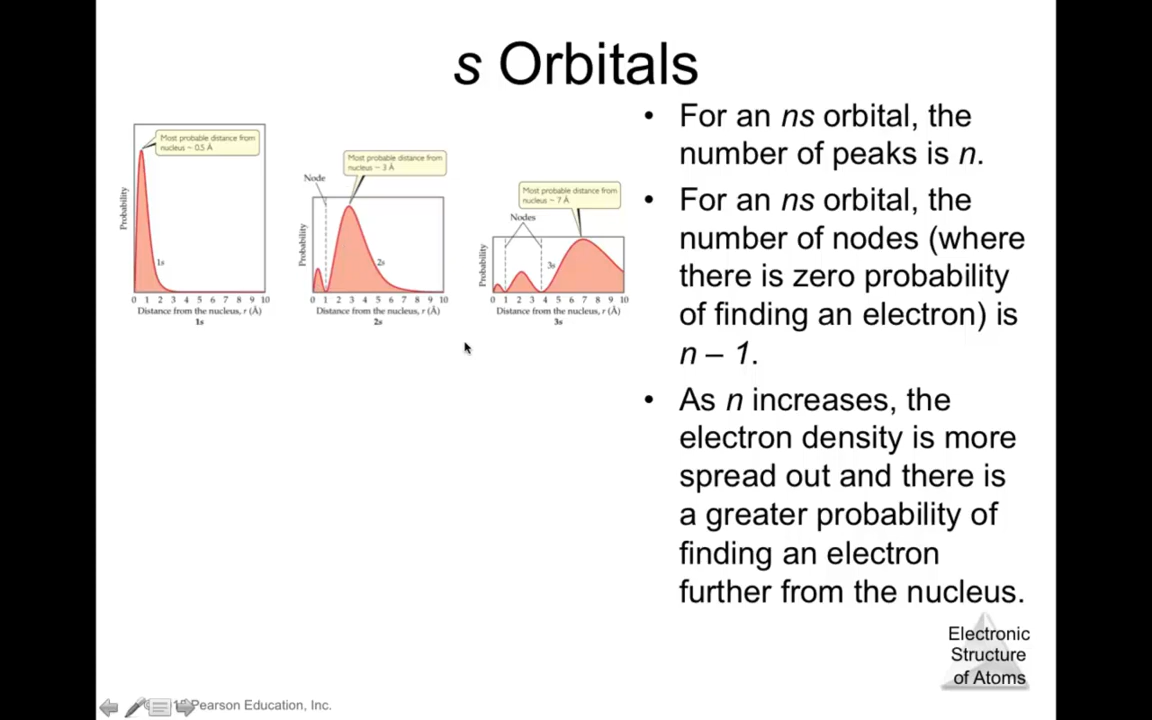 s Orbitals
Most probable distance from
nucleus ~ 0.5 Å
Probability
1s
0 1 2 3 4 5 6 7 8 9 10
Distance from the nucleus, r (Å)
1s
Most probable distance from
nucleus ~ 3 Å
Node
Probability
2s
0 1 2 3 4 5 6 7 8 9 10
Distance from the nucleus, r (Å)
2s
Most probable distance from
nucleus ~ 7 Å
Nodes
Probability
3s
0 1 2 3 4 5 6 7 8 9 10
Distance from the nucleus, r (Å)
3s
• For an ns orbital, the
number of peaks is n.
• For an ns orbital, the
number of nodes (where
there is zero probability
of finding an electron) is
n – 1.
• As n increases, the
electron density is more
spread out and there is
a greater probability of
finding an electron
further from the nucleus.
Electronic
Structure
of Atoms
Pearson Education, Inc.